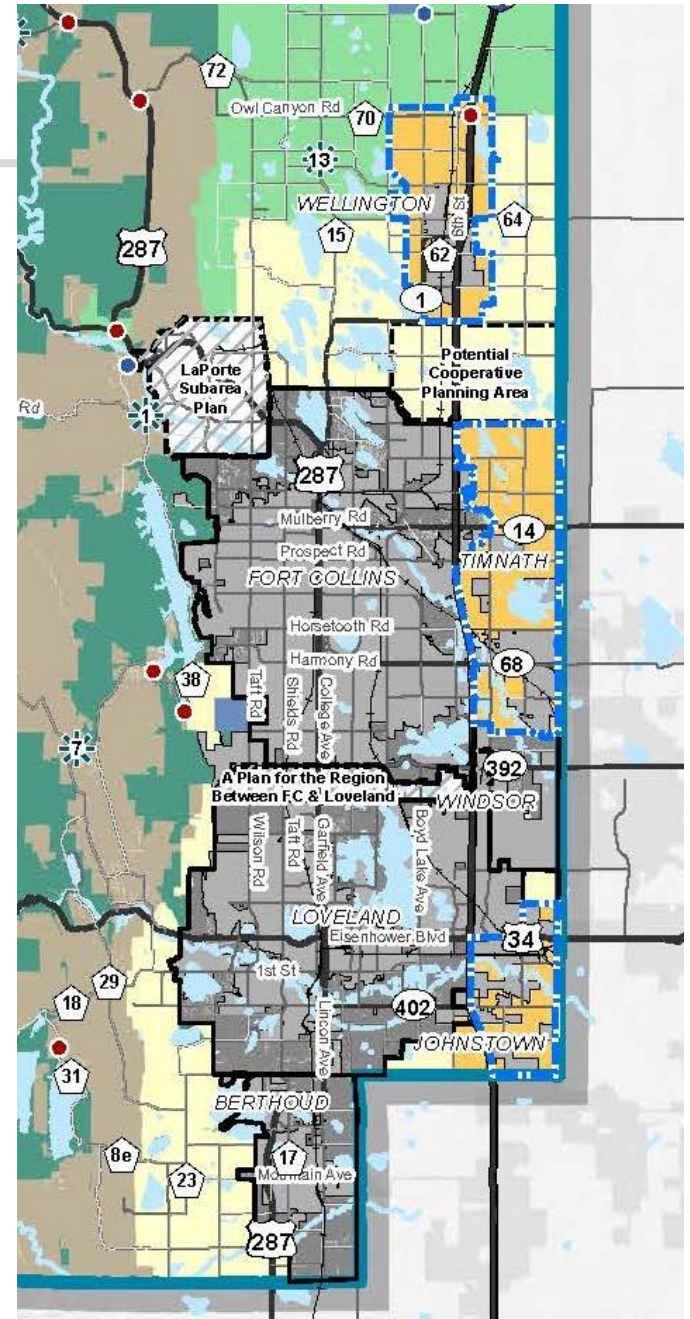 72
Owl Canyon Rd
70
13
WELLINGTON
15
6th St
64
287
62
1
LaPorte
Subarea
Plan
Potential
Cooperative
Planning Area
Rd
1
287
Mulberry Rd
14
Prospect Rd
TIMNATH
FORT COLLINS
Horsetooth Rd
Harmony Rd
68
38
Taft Rd
Shields Rd
College Ave
7
392
A Plan for the Region
Between FC & Loveland
WINDSOR
Wilson Rd
Taft Rd
Garfield Ave
Boyd Lake Ave
LOVELAND
Eisenhower Blvd
34
1st St
29
18
402
Lincon Ave
JOHNSTOWN
31
BERTHOUD
8e
17
23
Mountain Ave
287